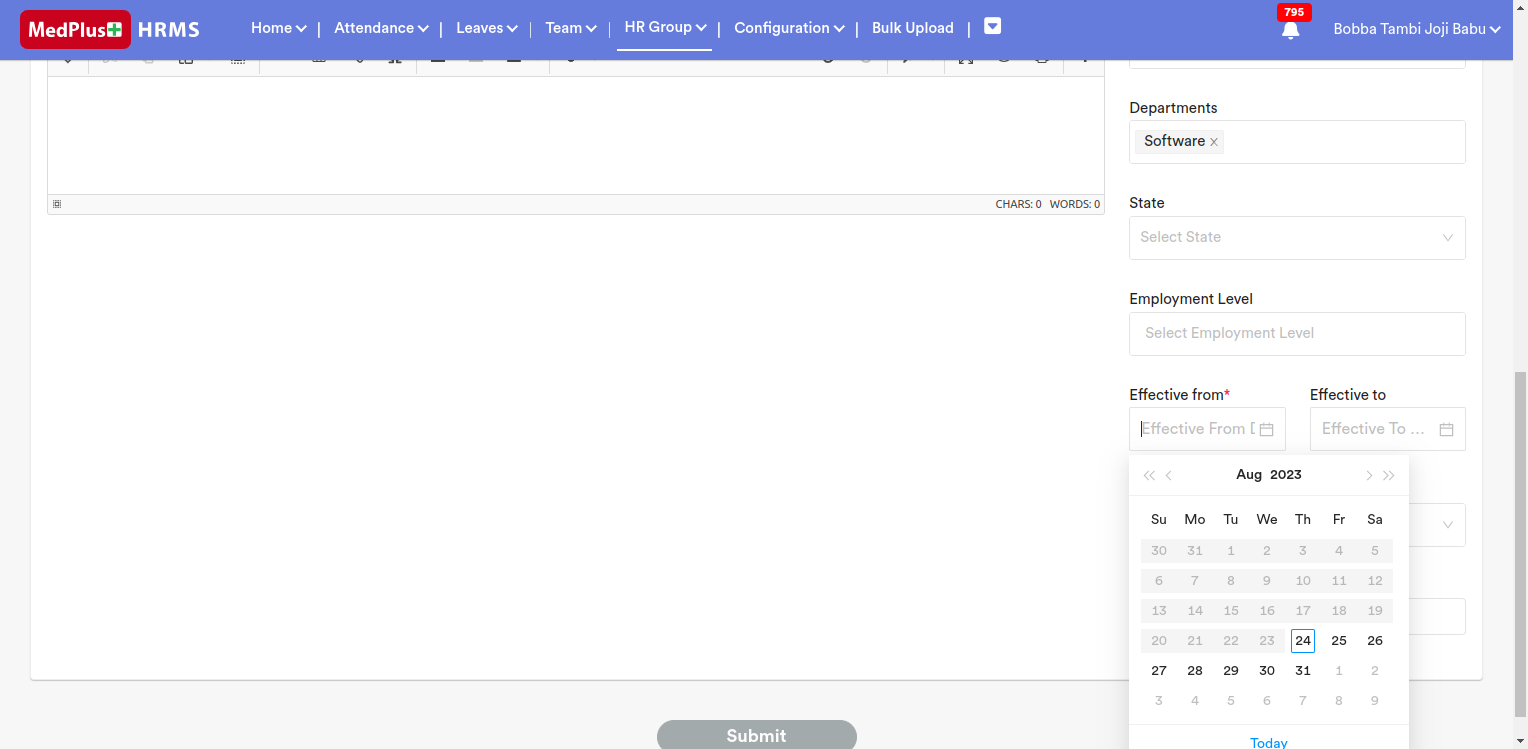 MedPlus HRMS Home | Attendance | Leaves | Team | HR Group | Configuration | Bulk Upload | 795 Bobba Tambi Joji Babu
Departments
Software
CHARS: 0 WORDS: 0
State
Select State
Employment Level
Select Employment Level
Effective from* Effective to
Effective From D Effective To ...
Aug 2023
Su Mo Tu We Th Fr Sa
30 31 1 2 3 4 5
6 7 8 9 10 11 12
13 14 15 16 17 18 19
20 21 22 23 24 25 26
27 28 29 30 31 1 2
3 4 5 6 7 8 9
Today
Submit